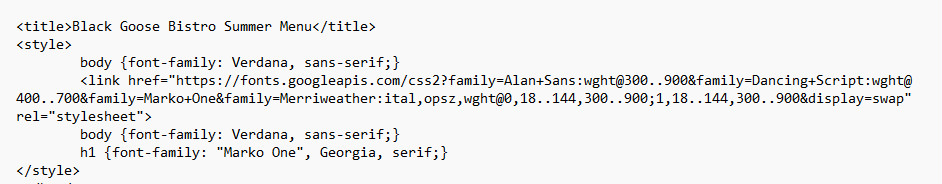 <title>Black Goose Bistro Summer Menu</title>
<style>
body {font-family: Verdana, sans-serif;}
<link href="https://fonts.googleapis.com/css2?family=Alan+Sans:wght@300..900&family=Dancing+Script:wght@
400..700&family=Marko+One&family=Merriweather:ital,opsz,wght@0,18..144,300..900;1,18..144,300..900&display=swap"
rel="stylesheet">
body {font-family: Verdana, sans-serif;}
h1 {font-family: "Marko One", Georgia, serif;}
</style>